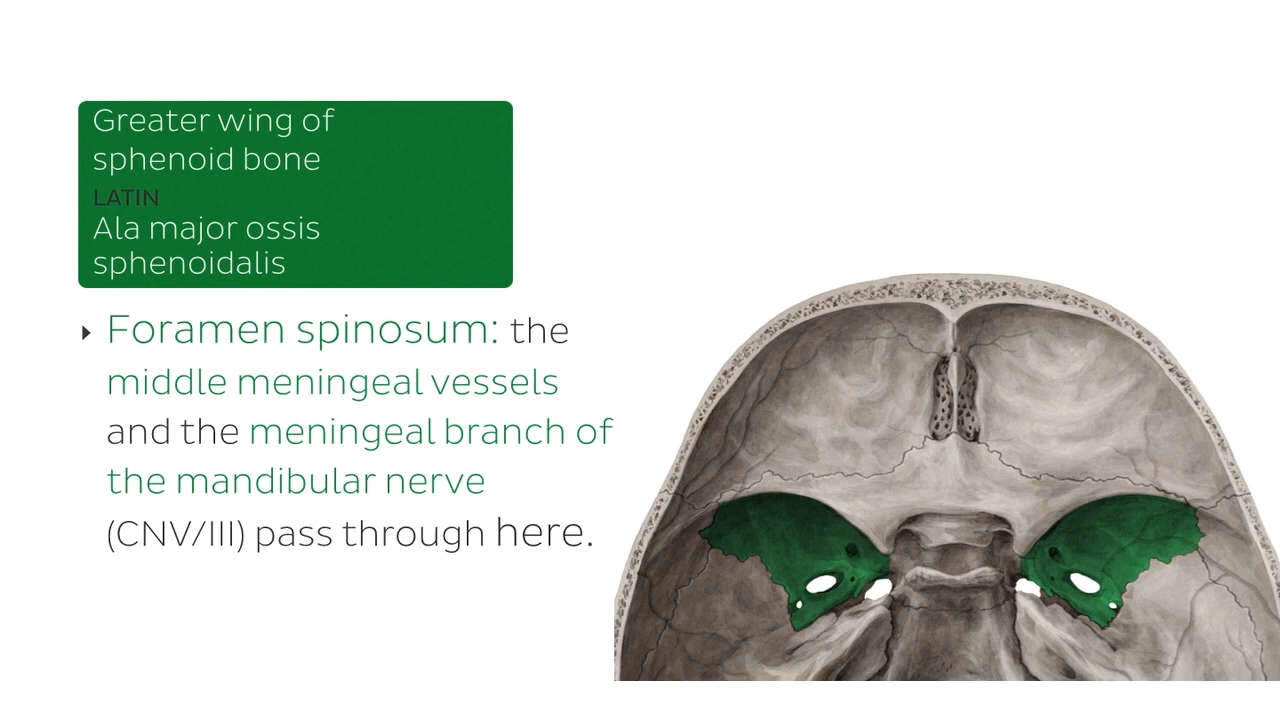 Greater wing of
sphenoid bone
LATIN
Ala major ossis
sphenoidalis
Foramen spinosum: the
middle meningeal vessels
and the meningeal branch of
the mandibular nerve
(CNV/III) pass through here.